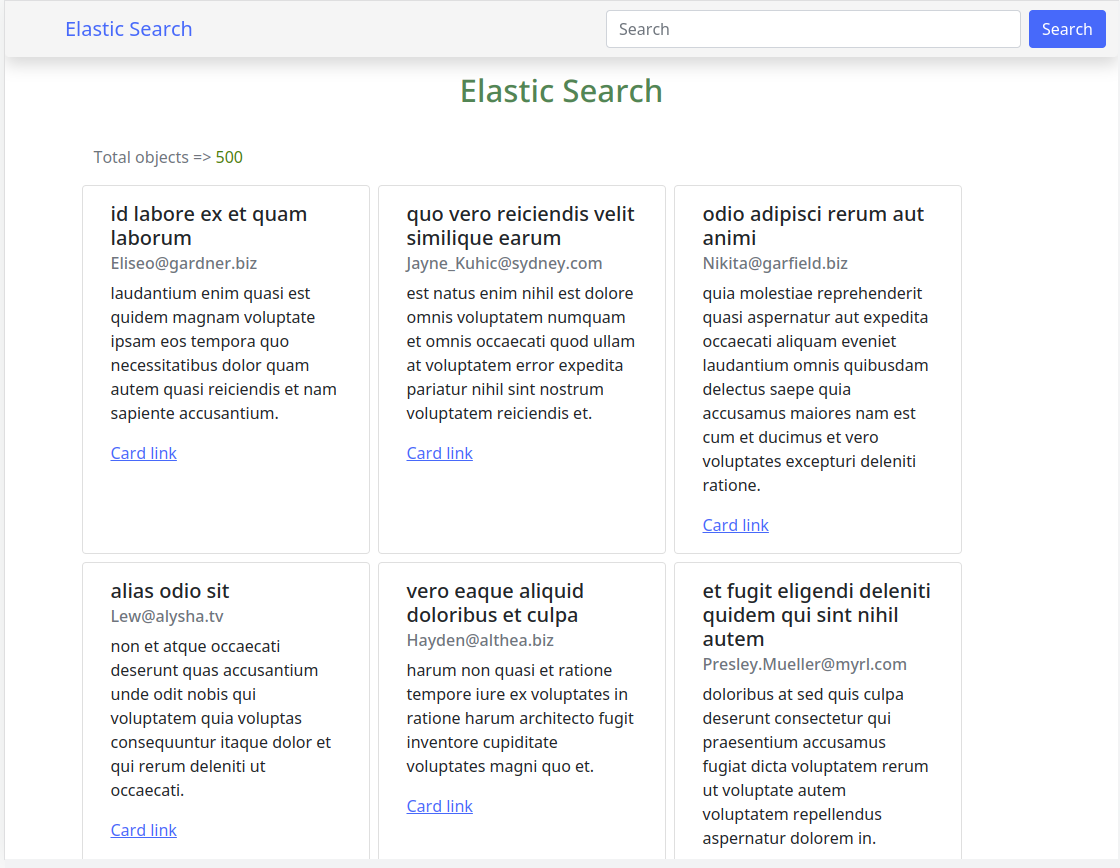 Elastic Search
Search
Search
Elastic Search
Total objects => 500
id labore ex et quam
laborum
Eliseo@gardner.biz
laudantium enim quasi est
quidem magnam voluptate
ipsam eos tempora quo
necessitatibus dolor quam
autem quasi reiciendis et nam
sapiente accusantium.
Card link
quo vero reiciendis velit
similique earum
Jayne_Kuhic@sydney.com
est natus enim nihil est dolore
omnis voluptatem numquam
et omnis occaecati quod ullam
at voluptatem error expedita
pariatur nihil sint nostrum
voluptatem reiciendis et.
Card link
odio adipisci rerum aut
animi
Nikita@garfield.biz
quia molestiae reprehenderit
quasi aspernatur aut expedita
occaecati aliquam eveniet
laudantium omnis quibusdam
delectus saepe quia
accusamus maiores nam est
cum et ducimus et vero
voluptates excepturi deleniti
ratione.
Card link
alias odio sit
Lew@alysha.tv
non et atque occaecati
deserunt quas accusantium
unde odit nobis qui
voluptatem quia voluptas
consequuntur itaque dolor et
qui rerum deleniti ut
occaecati.
Card link
vero eaque aliquid
doloribus et culpa
Hayden@althea.biz
harum non quasi et ratione
tempore iure ex voluptates in
ratione harum architecto fugit
inventore cupiditate
voluptates magni quo et.
Card link
et fugit eligendi deleniti
quidem qui sint nihil
autem
Presley.Mueller@myrl.com
doloribus at sed quis culpa
deserunt consectetur qui
praesentium accusamus
fugiat dicta voluptatem rerum
ut voluptate autem
voluptatem repellendus
aspernatur dolorem in.